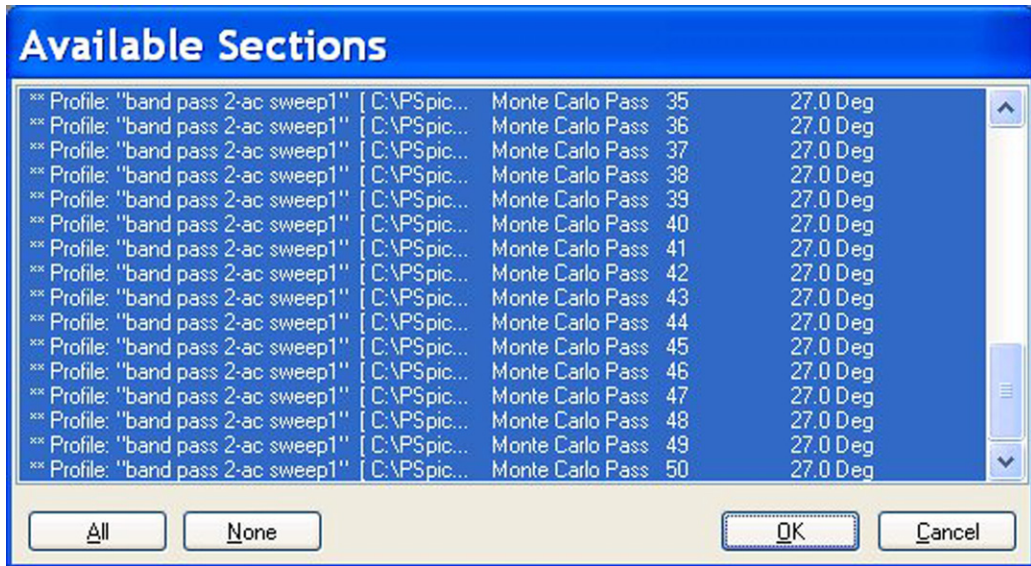 Available Sections
** Profile: "band pass 2-ac sweep1" [ C:\PSpic... Monte Carlo Pass 35 27.0 Deg
** Profile: "band pass 2-ac sweep1" [ C:\PSpic... Monte Carlo Pass 36 27.0 Deg
** Profile: "band pass 2-ac sweep1" [ C:\PSpic... Monte Carlo Pass 37 27.0 Deg
** Profile: "band pass 2-ac sweep1" [ C:\PSpic... Monte Carlo Pass 38 27.0 Deg
** Profile: "band pass 2-ac sweep1" [ C:\PSpic... Monte Carlo Pass 39 27.0 Deg
** Profile: "band pass 2-ac sweep1" [ C:\PSpic... Monte Carlo Pass 40 27.0 Deg
** Profile: "band pass 2-ac sweep1" [ C:\PSpic... Monte Carlo Pass 41 27.0 Deg
** Profile: "band pass 2-ac sweep1" [ C:\PSpic... Monte Carlo Pass 42 27.0 Deg
** Profile: "band pass 2-ac sweep1" [ C:\PSpic... Monte Carlo Pass 43 27.0 Deg
** Profile: "band pass 2-ac sweep1" [ C:\PSpic... Monte Carlo Pass 44 27.0 Deg
** Profile: "band pass 2-ac sweep1" [ C:\PSpic... Monte Carlo Pass 45 27.0 Deg
** Profile: "band pass 2-ac sweep1" [ C:\PSpic... Monte Carlo Pass 46 27.0 Deg
** Profile: "band pass 2-ac sweep1" [ C:\PSpic... Monte Carlo Pass 47 27.0 Deg
** Profile: "band pass 2-ac sweep1" [ C:\PSpic... Monte Carlo Pass 48 27.0 Deg
** Profile: "band pass 2-ac sweep1" [ C:\PSpic... Monte Carlo Pass 49 27.0 Deg
** Profile: "band pass 2-ac sweep1" [ C:\PSpic... Monte Carlo Pass 50 27.0 Deg
All None OK Cancel